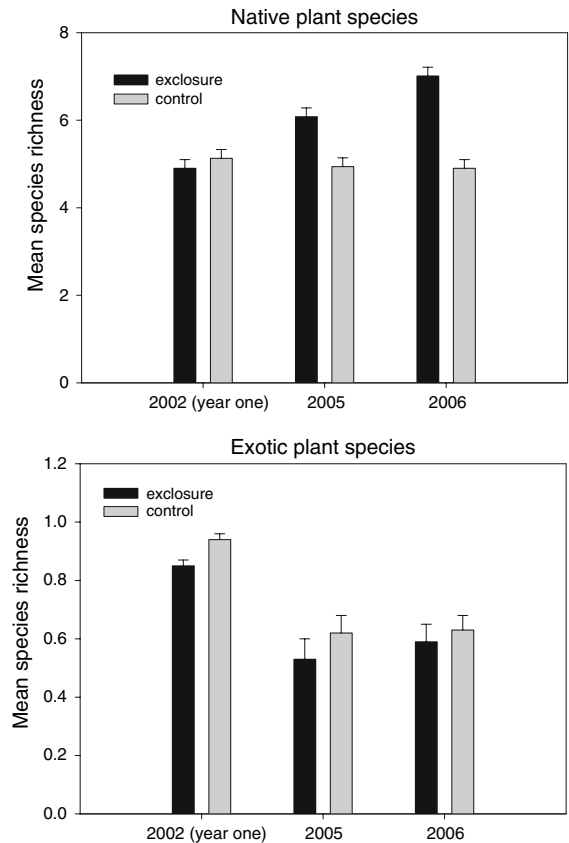 Native plant species
8
exclosure
control
6
4
2
0
Mean species richness
2002 (year one) 2005 2006
Exotic plant species
1.2
exclosure
control
1.0
0.8
0.6
0.4
0.2
0.0
Mean species richness
2002 (year one) 2005 2006